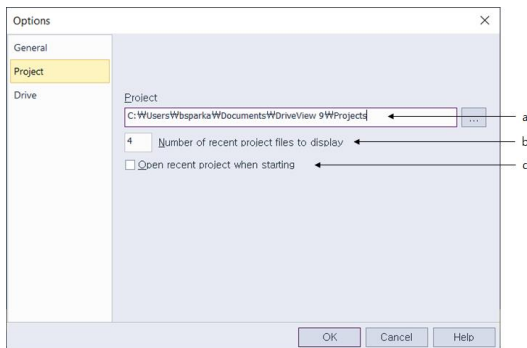 Options
General
Project
Drive
Project
C:₩Users₩bsparka₩Documents₩DriveView 9₩Projects
...
a
4 Number of recent project files to display
b
Open recent project when starting
c
OK Cancel Help